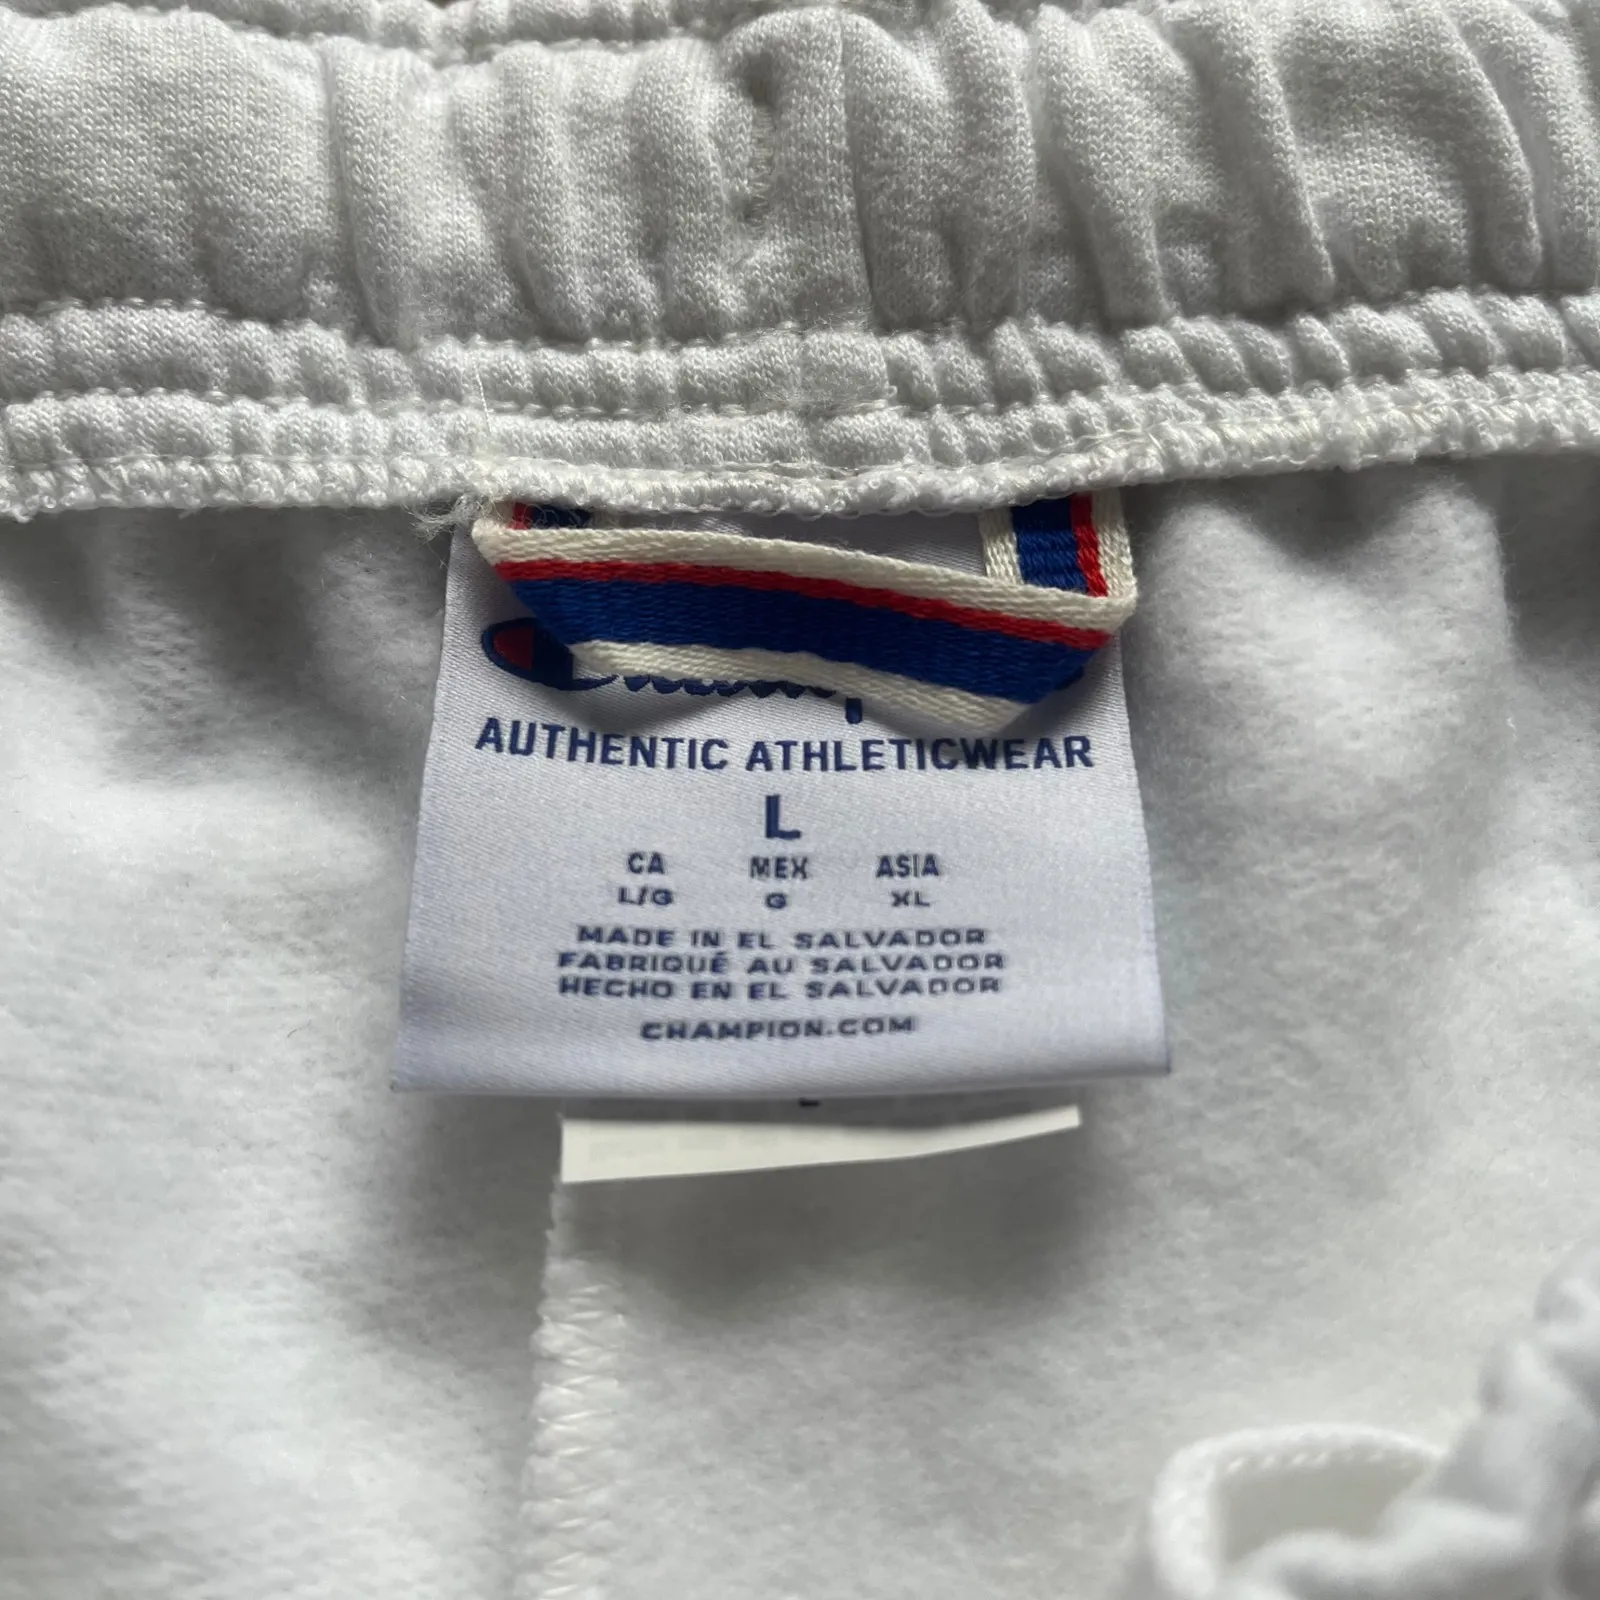 Champion
AUTHENTIC ATHLETICWEAR
L
CA MEX ASIA
L/G G XL
MADE IN EL SALVADOR
FABRIQUÉ AU SALVADOR
HECHO EN EL SALVADOR
CHAMPION.COM